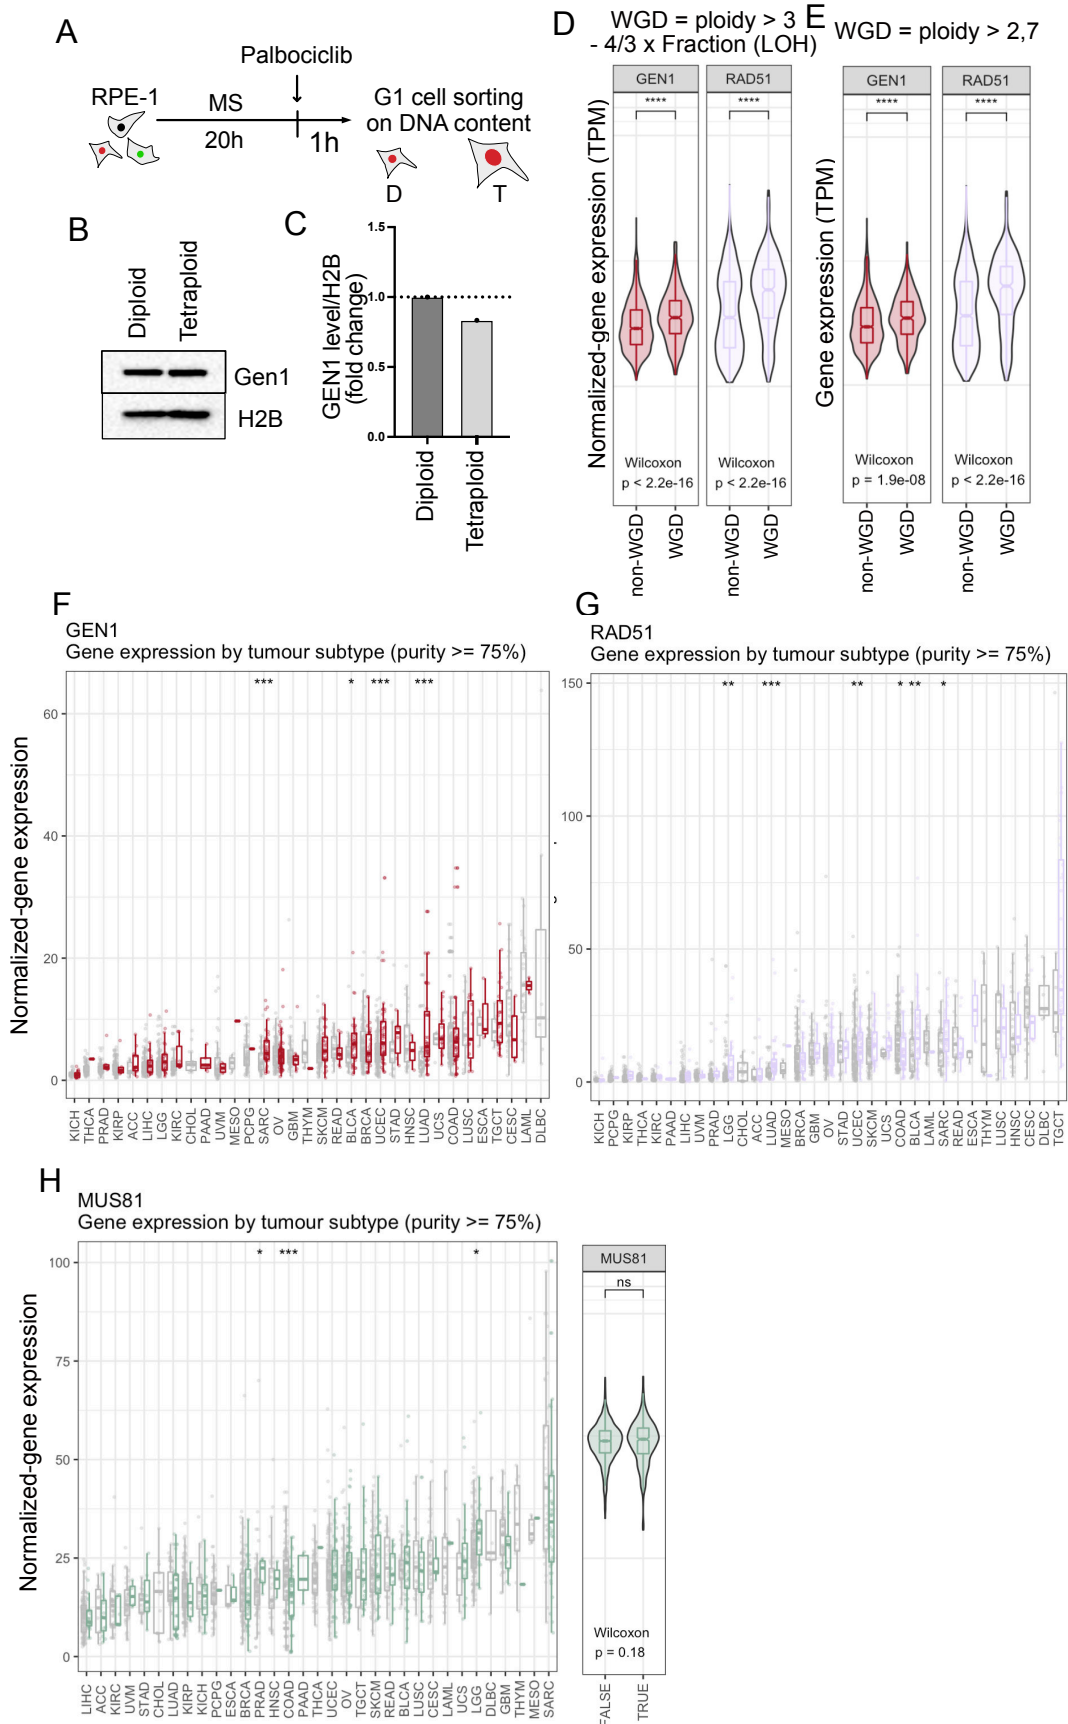 A
RPE-1
MS
20h
Palbociclib
1h
G1 cell sorting
on DNA content
D
T
B
Diploid
Tetraploid
Gen1
H2B
C
GEN1 level/H2B
(fold change)
1.5
1.0
0.5
0.0
Diploid
Tetraploid
D
WGD = ploidy > 3
- 4/3 x Fraction (LOH)
Normalized-gene expression (TPM)
GEN1
RAD51
****
****
Wilcoxon
p < 2.2e-16
Wilcoxon
p < 2.2e-16
non-WGD
WGD
non-WGD
WGD
E
WGD = ploidy > 2,7
Gene expression (TPM)
GEN1
RAD51
****
****
Wilcoxon
p = 1.9e-08
Wilcoxon
p < 2.2e-16
non-WGD
WGD
non-WGD
WGD
F
GEN1
Gene expression by tumour subtype (purity >= 75%)
Normalized-gene expression
*** * *** ***
60
40
20
0
KICH
THCA
PRAD
KIRP
ACC
LIHC
LGG
KIRC
CHOL
PAAD
UVM
MESO
PCPG
SARC
OV
GBM
THYM
SKCM
READ
BLCA
BRCA
UCEC
STAD
HNSC
LUAD
UCS
COAD
LUSC
ESCA
TGCT
CESC
LAML
DLBC
G
RAD51
Gene expression by tumour subtype (purity >= 75%)
** *** ** * ** *
150
100
50
0
KICH
PCPG
KIRP
THCA
KIRC
PAAD
LIHC
UVM
PRAD
LGG
CHOL
ACC
LUAD
MESO
BRCA
GBM
OV
STAD
UCEC
SKCM
UCS
COAD
BLCA
LAML
SARC
READ
ESCA
THYM
LUSC
HNSC
CESC
DLBC
TGCT
H
MUS81
Gene expression by tumour subtype (purity >= 75%)
Normalized-gene expression
* *** *
100
75
50
25
0
LIHC
ACC
KIRC
UVM
STAD
CHOL
LUAD
KIRP
KICH
PCPG
ESCA
BRCA
PRAD
HNSC
COAD
PAAD
THCA
UCEC
OV
TGCT
SKCM
READ
BLCA
LUSC
CESC
LAML
UCS
LGG
DLBC
GBM
THYM
MESO
SARC
MUS81
ns
Wilcoxon
p = 0.18
FALSE
TRUE